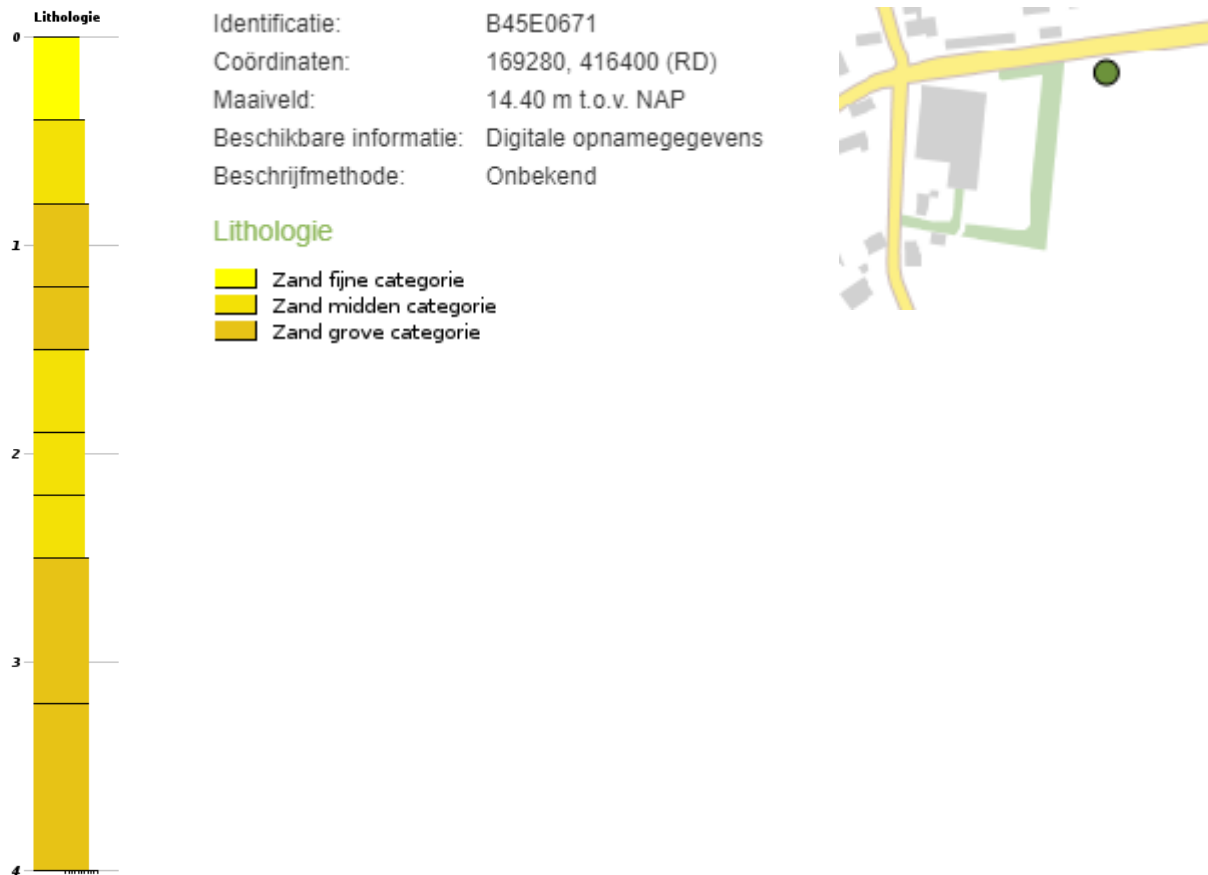 Lithologie
0
1
2
3
4
Identificatie: B45E0671
Coördinaten: 169280, 416400 (RD)
Maaiveld: 14.40 m t.o.v. NAP
Beschikbare informatie: Digitale opnamegegevens
Beschrijfmethode: Onbekend
Lithologie
Zand fijne categorie
Zand midden categorie
Zand grove categorie